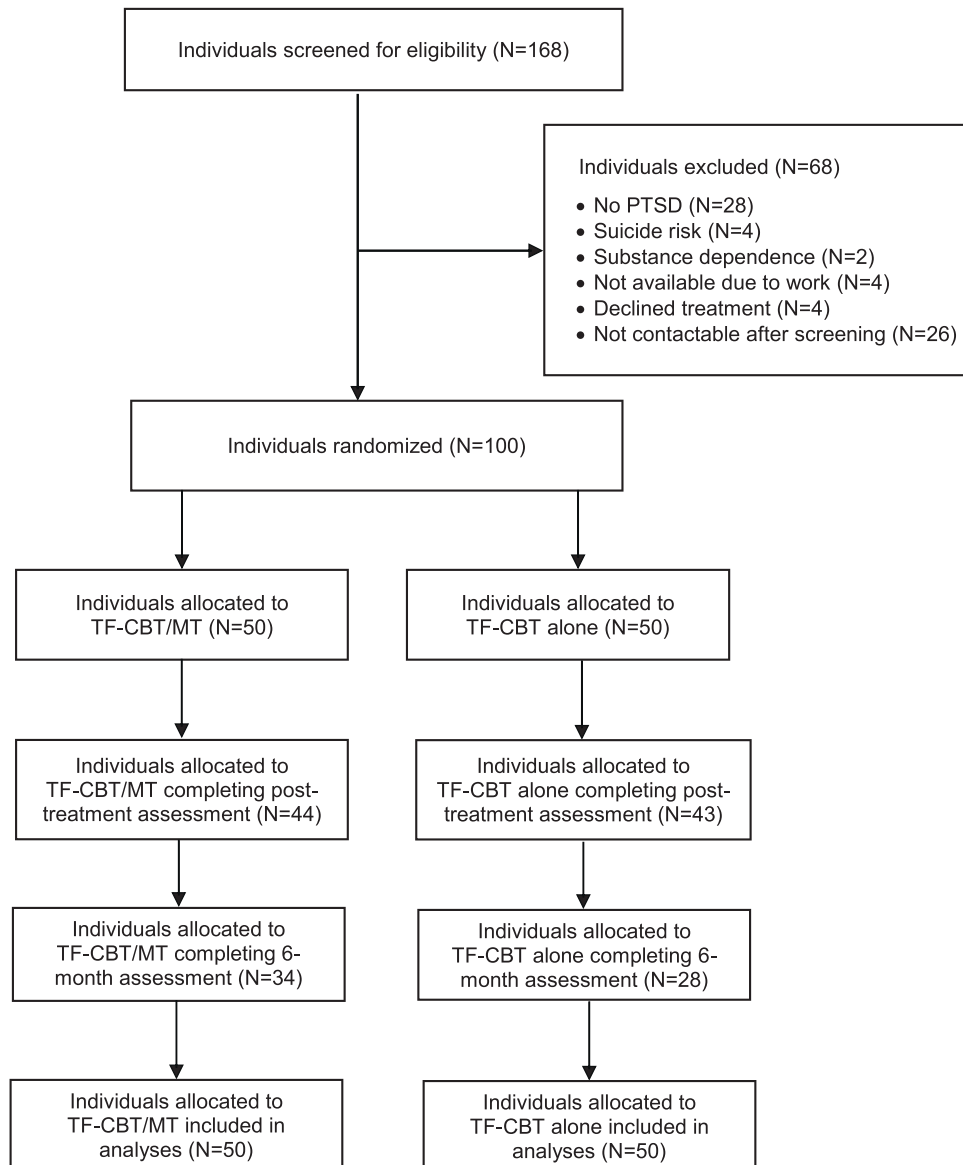 Individuals screened for eligibility (N=168)
Individuals excluded (N=68)
• No PTSD (N=28)
• Suicide risk (N=4)
• Substance dependence (N=2)
• Not available due to work (N=4)
• Declined treatment (N=4)
• Not contactable after screening (N=26)
Individuals randomized (N=100)
Individuals allocated to
TF-CBT/MT (N=50)
Individuals allocated to
TF-CBT alone (N=50)
Individuals allocated to
TF-CBT/MT completing post-
treatment assessment (N=44)
Individuals allocated to
TF-CBT alone completing post-
treatment assessment (N=43)
Individuals allocated to
TF-CBT/MT completing 6-
month assessment (N=34)
Individuals allocated to
TF-CBT alone completing 6-
month assessment (N=28)
Individuals allocated to
TF-CBT/MT included in
analyses (N=50)
Individuals allocated to
TF-CBT alone included in
analyses (N=50)